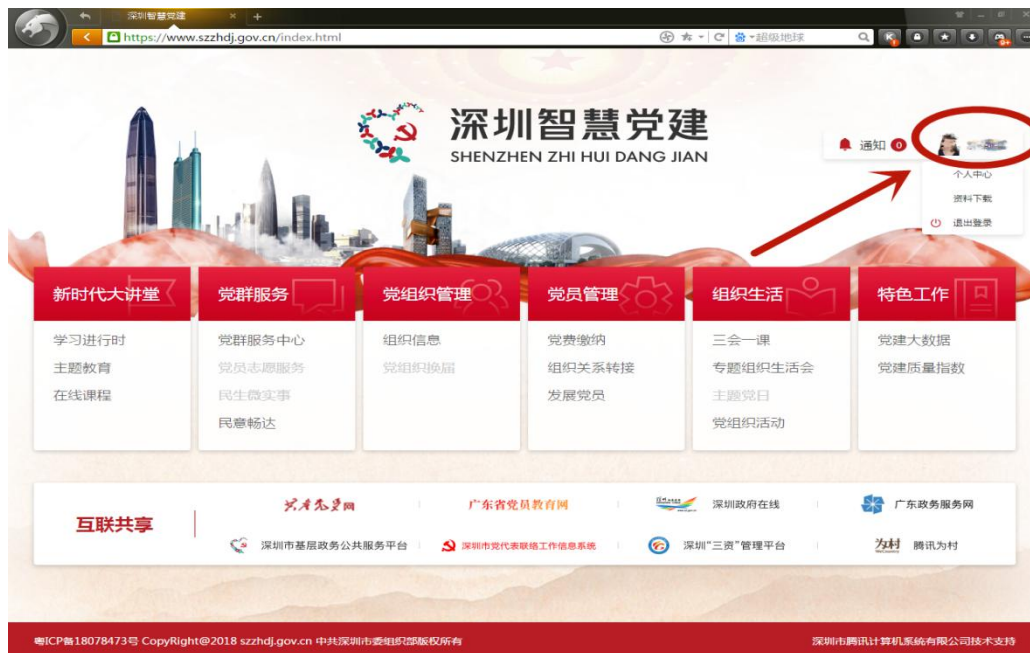 深圳智慧党建
https://www.szzhdj.gov.cn/index.html
超级地球
深圳智慧党建
SHENZHEN ZHI HUI DANG JIAN
通知 0
个人中心
资料下载
退出登录
新时代大讲堂
学习进行时
主题教育
在线课程
党群服务
党群服务中心
党员志愿服务
民生微实事
民意畅达
党组织管理
组织信息
党组织换届
党员管理
党费缴纳
组织关系转接
发展党员
组织生活
三会一课
专题组织生活会
主题党日
党组织活动
特色工作
党建大数据
党建质量指数
互联共享
共产党员网
广东省党员教育网
深圳政府在线
广东政务服务网
深圳市基层政务公共服务平台
深圳市党代表联络工作信息系统
深圳“三资”管理平台
为村 腾讯为村
粤ICP备18078473号 CopyRight@2018 szzhdj.gov.cn 中共深圳市委组织部版权所有
深圳市腾讯计算机系统有限公司技术支持